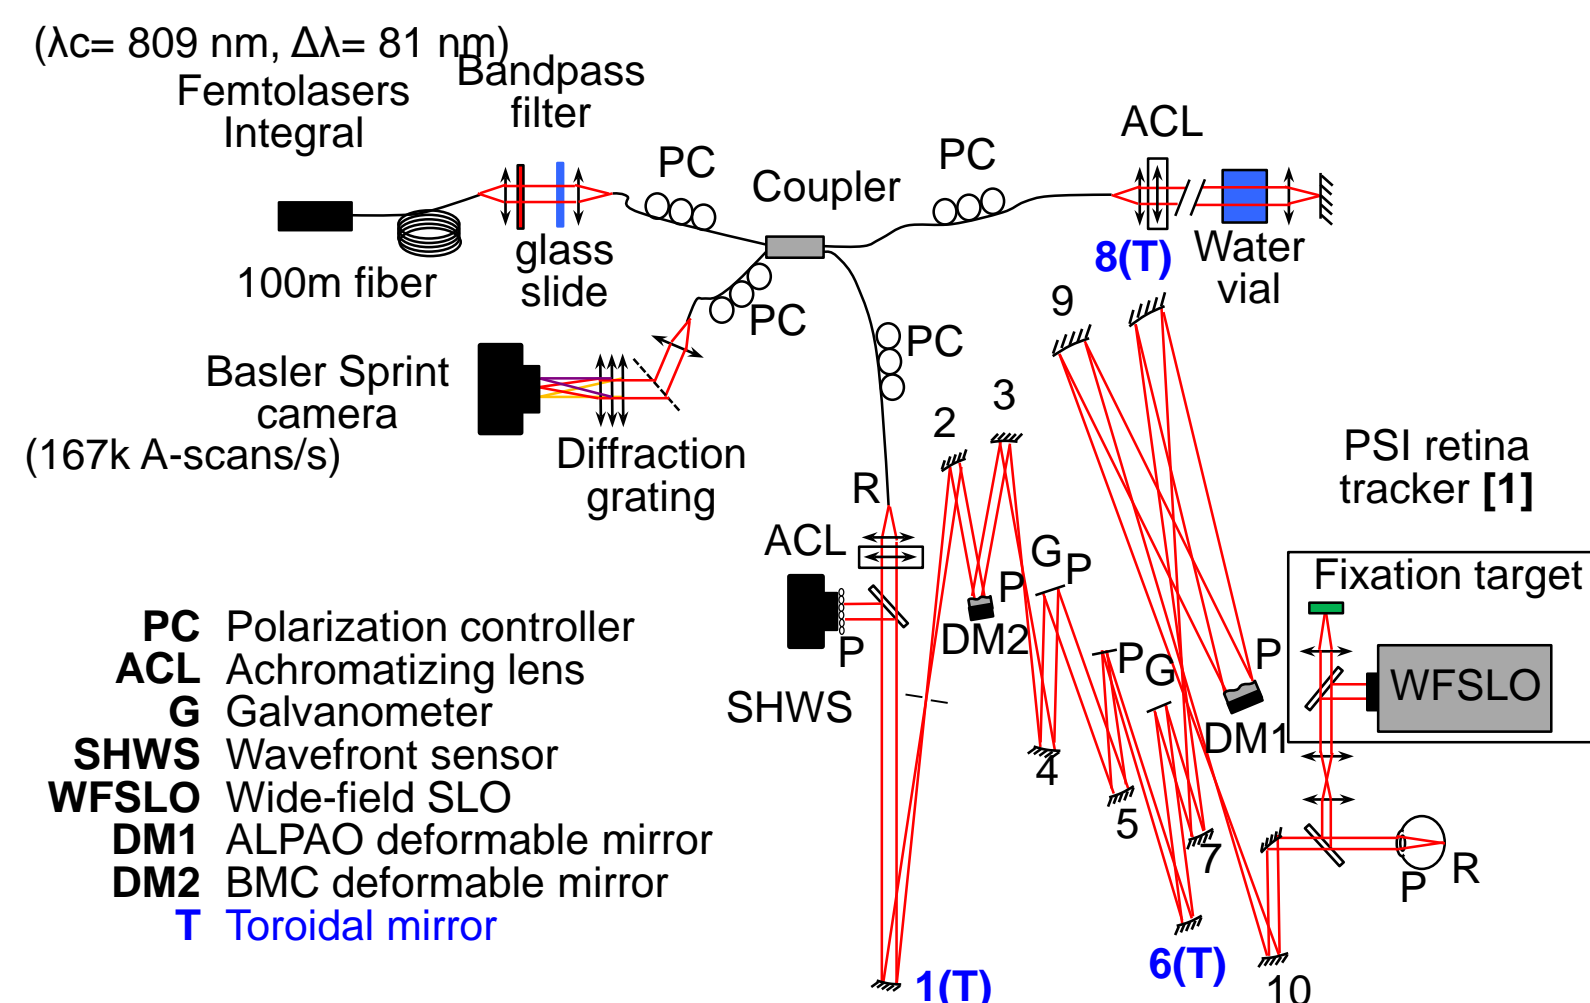 (λc= 809 nm, Δλ= 81 nm)
Femtolasers
Integral
Bandpass
filter
PC
Coupler
PC
ACL
100m fiber
glass
slide
PC
8(T)
Water
vial
9
Basler Sprint
camera
(167k A-scans/s)
Diffraction
grating
PC
2
3
R
ACL
PSI retina
tracker [1]
G
P
P
Fixation target
P
DM2
P
G
P
WFSLO
SHWS
DM1
4
5
7
P
R
6(T)
1(T)
10
PC Polarization controller
ACL Achromatizing lens
G Galvanometer
SHWS Wavefront sensor
WFSLO Wide-field SLO
DM1 ALPAO deformable mirror
DM2 BMC deformable mirror
T Toroidal mirror